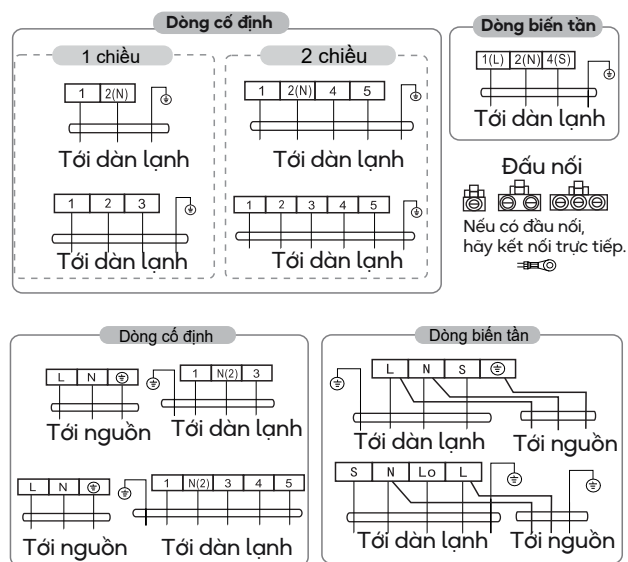 Dòng cố định
1 chiều
1 2(N)
Tới dàn lạnh
1 2 3
Tới dàn lạnh
2 chiều
1 2(N) 4 5
Tới dàn lạnh
1 2 3 4 5
Tới dàn lạnh
Dòng biến tần
1(L) 2(N) 4(S)
Tới dàn lạnh
Đấu nối
Nếu có đầu nối,
hãy kết nối trực tiếp.
Dòng cố định
L N
1 N(2) 3
Tới nguồn
Tới dàn lạnh
L N
1 N(2) 3 4 5
Tới nguồn
Tới dàn lạnh
Dòng biến tần
L N S
Tới dàn lạnh
Tới nguồn
S N Lo L
Tới dàn lạnh
Tới nguồn